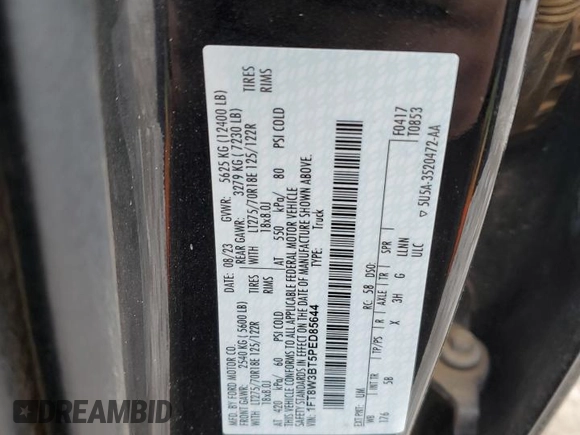 MFD. BY FORD MOTOR CO.
DATE: 08/23 GVWR: 5625 KG (12400 LB)
FRONT GAWR: 2540 KG (5600 LB) REAR GAWR: 3279 KG (7230 LB)
WITH LT275/70R18E 125/122R TIRES WITH LT275/70R18E 125/122R TIRES
18x8.0J RIMS 18x8.0J RIMS
AT 420 kPa/ 60 PSI COLD AT 550 kPa/ 80 PSI COLD
THIS VEHICLE CONFORMS TO ALL APPLICABLE FEDERAL MOTOR VEHICLE
SAFETY STANDARDS IN EFFECT ON THE DATE OF MANUFACTURE SHOWN ABOVE.
VIN: 1FT8W3BT5PED85644
TYPE: Truck
F0417
T0853
EXT PNT: UM RC: 58 DSO:
WB INT TR TP/PS R AXLE TR SPR
176 5B X 3H G LLNN
ULC
▽ 5U5A-3520472-AA
DREAMBID